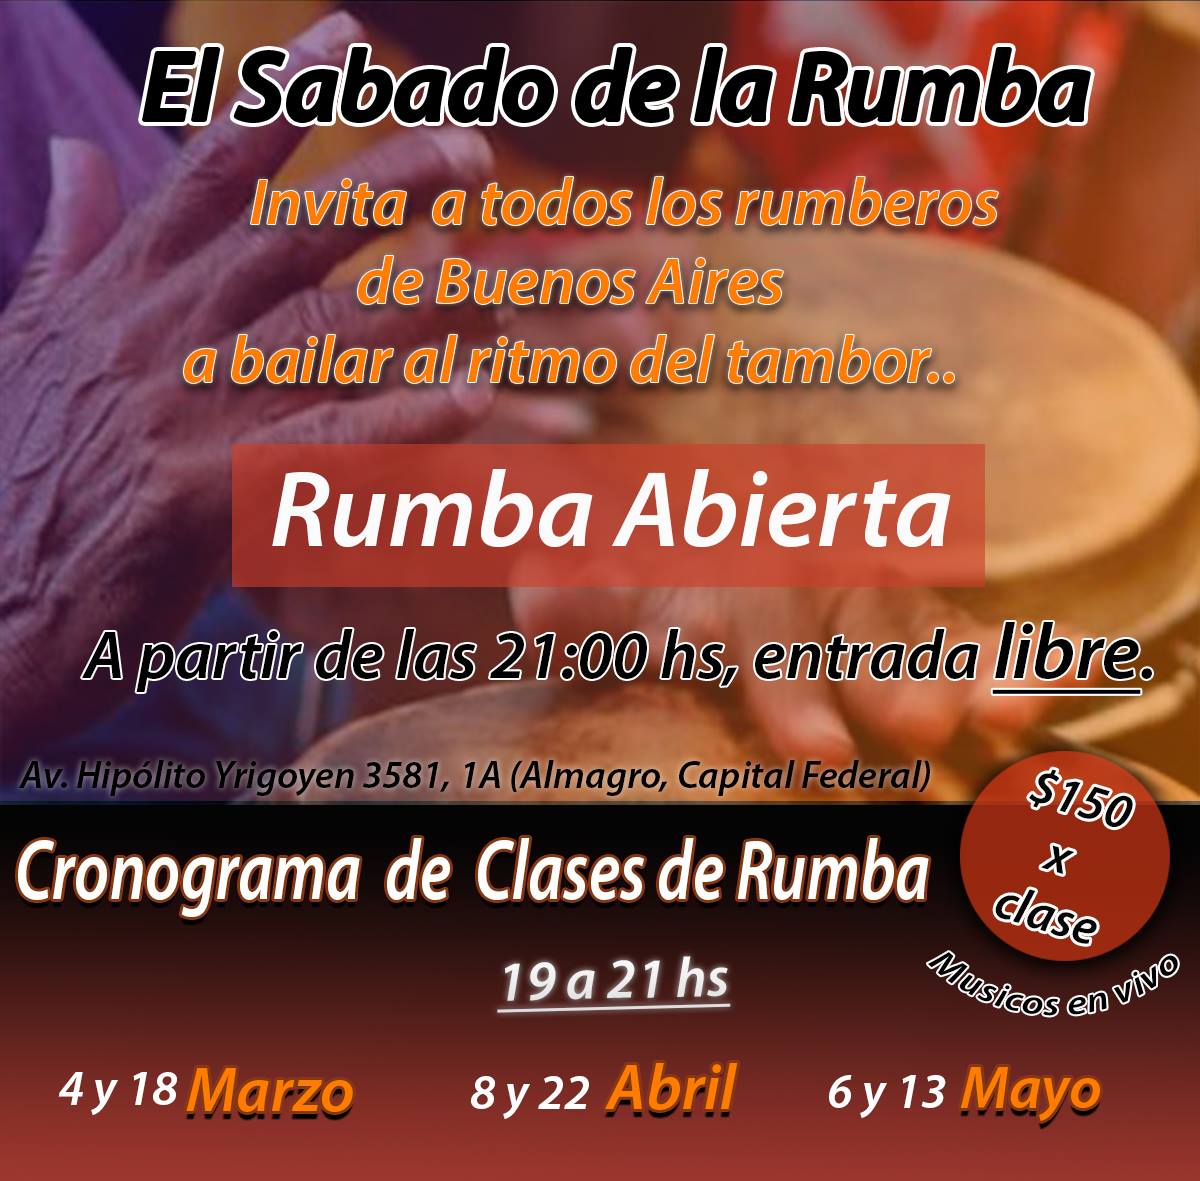 El Sabado de la Rumba
Invita a todos los rumberos
de Buenos Aires
a bailar al ritmo del tambor..
Rumba Abierta
A partir de las 21:00 hs, entrada libre.
Av. Hipólito Yrigoyen 3581, 1A (Almagro, Capital Federal)
$150
x
clase
Musicos en vivo
Cronograma de Clases de Rumba
19 a 21 hs
4 y 18 Marzo
8 y 22 Abril
6 y 13 Mayo